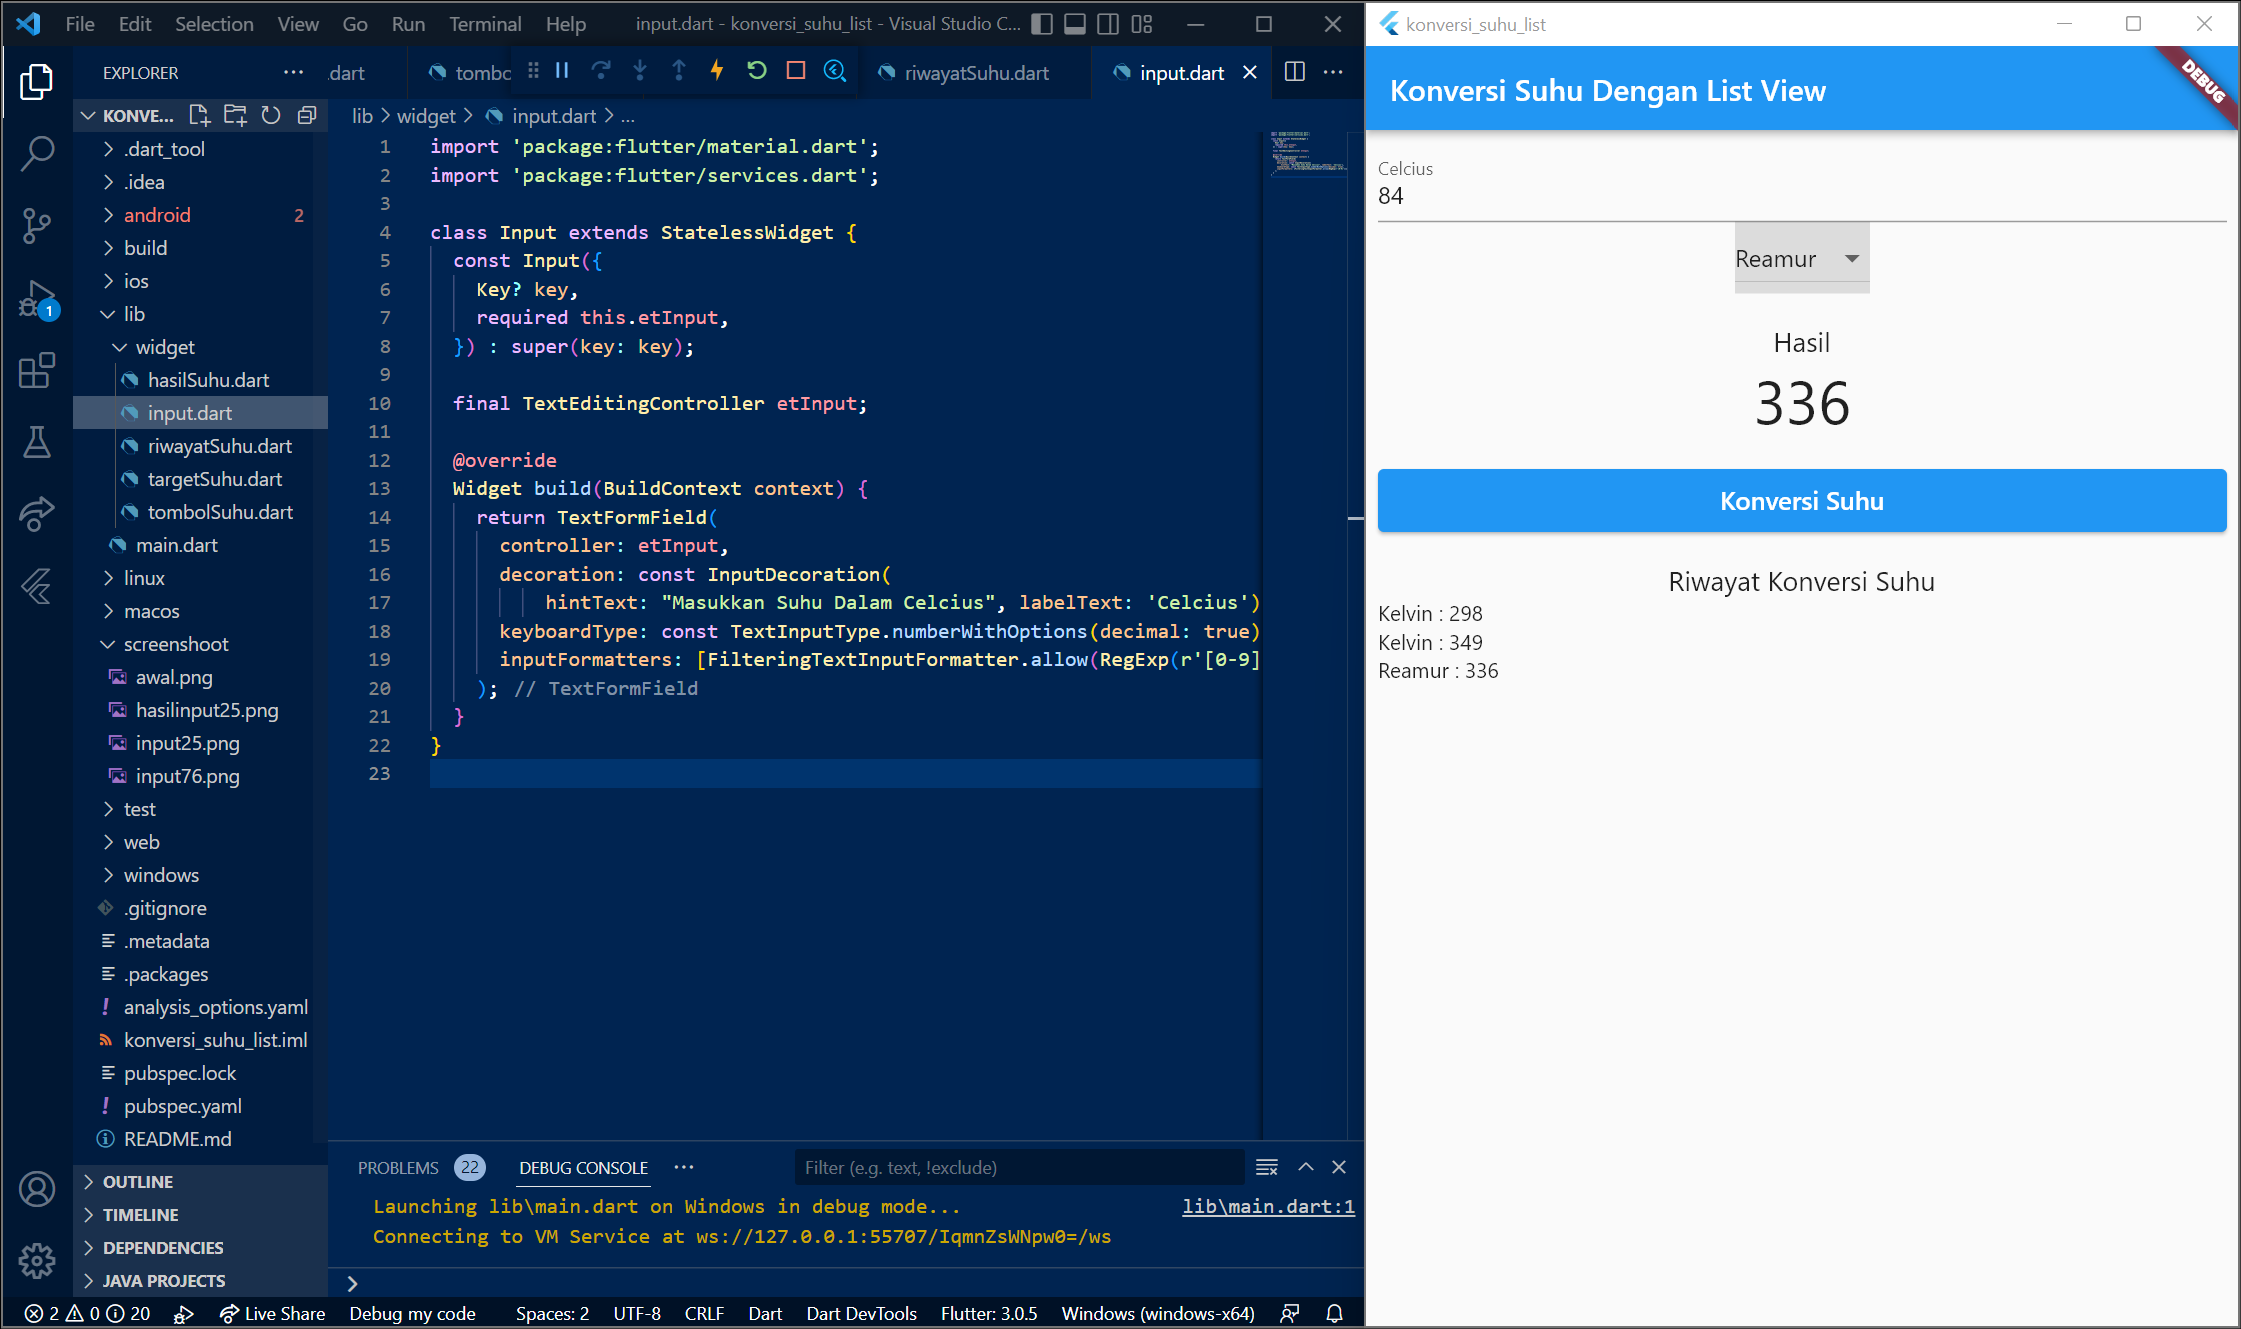 File Edit Selection View Go Run Terminal Help input.dart - konversi_suhu_list - Visual Studio C...
EXPLORER ... .dart tombo riwayatSuhu.dart input.dart ...
KONVE...
.dart_tool
.idea
android 2
build
ios
lib
widget
hasilSuhu.dart
input.dart
riwayatSuhu.dart
targetSuhu.dart
tombolSuhu.dart
main.dart
linux
macos
screenshoot
awal.png
hasilinput25.png
input25.png
input76.png
test
web
windows
.gitignore
.metadata
.packages
analysis_options.yaml
konversi_suhu_list.iml
pubspec.lock
pubspec.yaml
README.md
OUTLINE
TIMELINE
DEPENDENCIES
JAVA PROJECTS
1
lib > widget > input.dart > ...
1 import 'package:flutter/material.dart';
2 import 'package:flutter/services.dart';
3
4 class Input extends StatelessWidget {
5 const Input({
6 Key? key,
7 required this.etInput,
8 }) : super(key: key);
9
10 final TextEditingController etInput;
11
12 @override
13 Widget build(BuildContext context) {
14 return TextFormField(
15 controller: etInput,
16 decoration: const InputDecoration(
17 hintText: "Masukkan Suhu Dalam Celcius", labelText: 'Celcius')
18 keyboardType: const TextInputType.numberWithOptions(decimal: true)
19 inputFormatters: [FilteringTextInputFormatter.allow(RegExp(r'[0-9]
20 ); // TextFormField
21 }
22 }
23
PROBLEMS 22 DEBUG CONSOLE ... Filter (e.g. text, !exclude)
Launching lib\main.dart on Windows in debug mode... lib\main.dart:1
Connecting to VM Service at ws://127.0.0.1:55707/IqmnZsWNpw0=/ws
>
2 0 20 Live Share Debug my code Spaces: 2 UTF-8 CRLF Dart Dart DevTools Flutter: 3.0.5 Windows (windows-x64)
konversi_suhu_list
Konversi Suhu Dengan List View
DEBUG
Celcius
84
Reamur
Hasil
336
Konversi Suhu
Riwayat Konversi Suhu
Kelvin : 298
Kelvin : 349
Reamur : 336